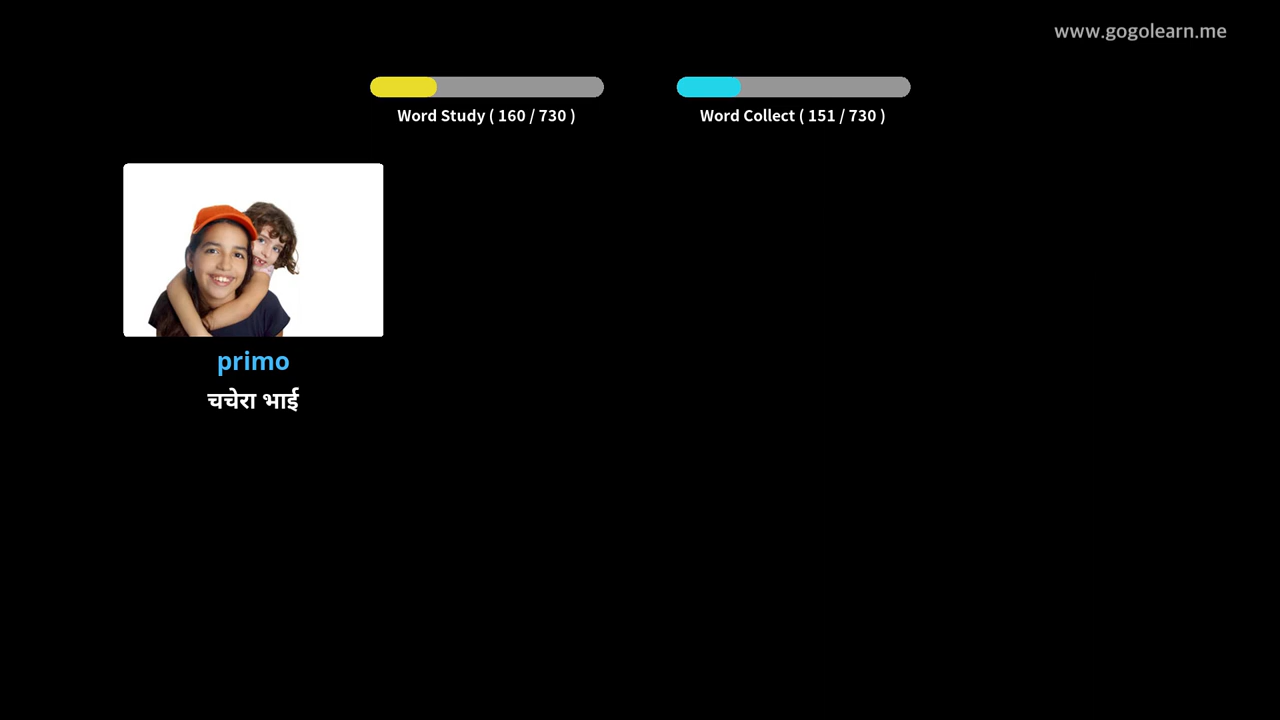 www.gogolearn.me
Word Study ( 160 / 730 )
Word Collect ( 151 / 730 )
primo
चचेरा भाई